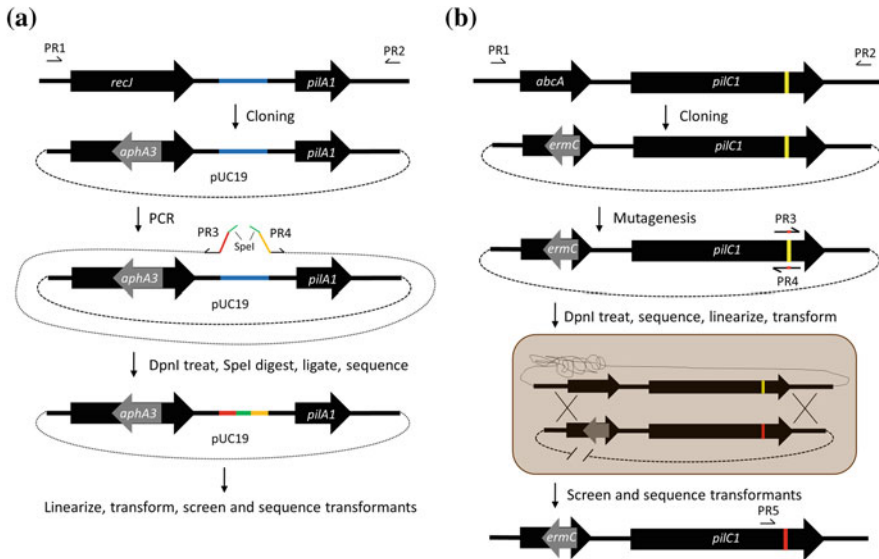 (a)
PR1
PR2
recJ
pilA1
Cloning
aphA3
pilA1
pUC19
PCR
PR3
PR4
SpeI
aphA3
pilA1
pUC19
DpnI treat, SpeI digest, ligate, sequence
aphA3
pilA1
pUC19
Linearize, transform, screen and sequence transformants
(b)
PR1
PR2
abcA
pilC1
Cloning
ermC
pilC1
Mutagenesis
PR3
ermC
pilC1
PR4
DpnI treat, sequence, linearize, transform
Screen and sequence transformants
PR5
ermC
pilC1